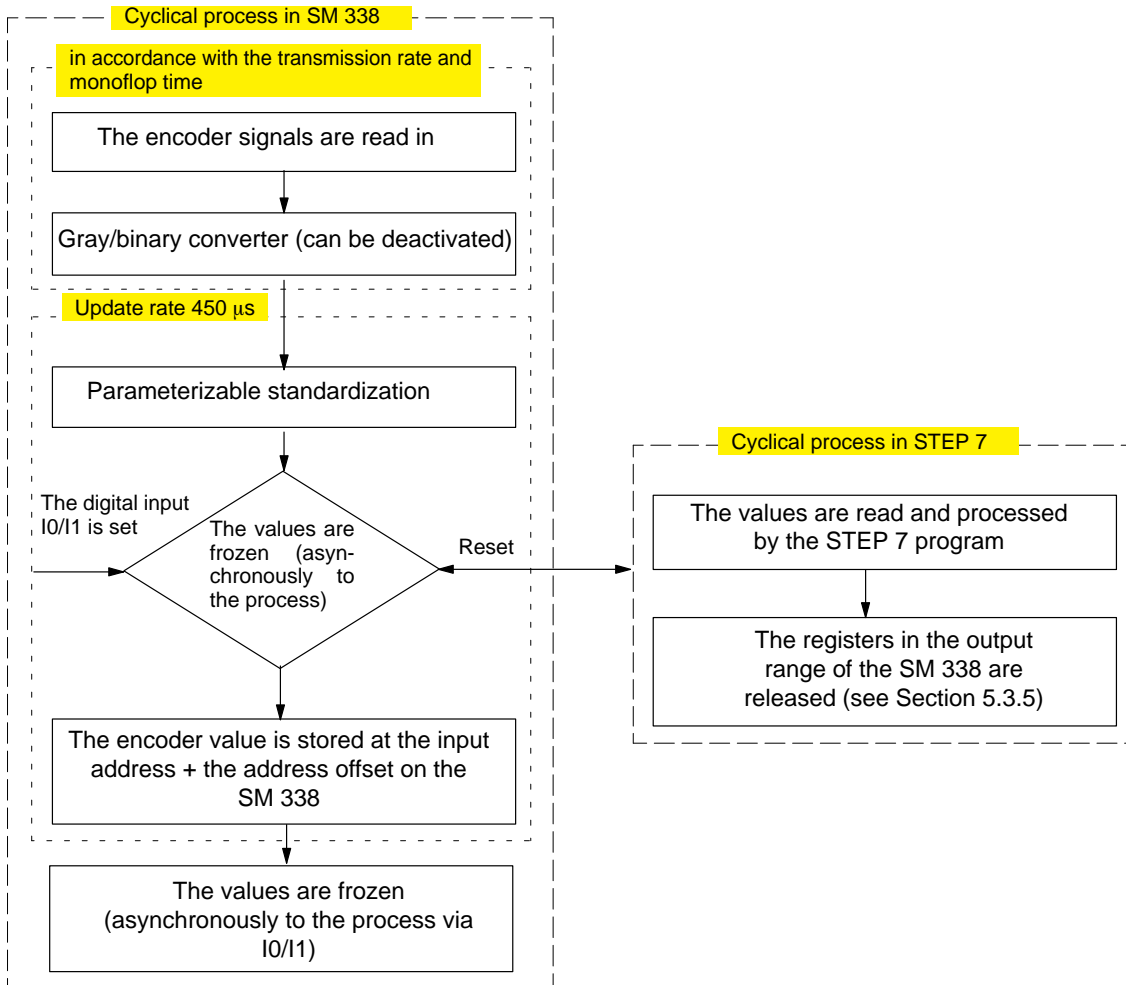 Cyclical process in SM 338
in accordance with the transmission rate and
monoflop time
The encoder signals are read in
Gray/binary converter (can be deactivated)
Update rate 450 μs
Parameterizable standardization
The digital input
I0/I1 is set
The values are
frozen (asyn-
chronously to
the process)
Reset
The encoder value is stored at the input
address + the address offset on the
SM 338
The values are frozen
(asynchronously to the process via
I0/I1)
Cyclical process in STEP 7
The values are read and processed
by the STEP 7 program
The registers in the output
range of the SM 338 are
released (see Section 5.3.5)